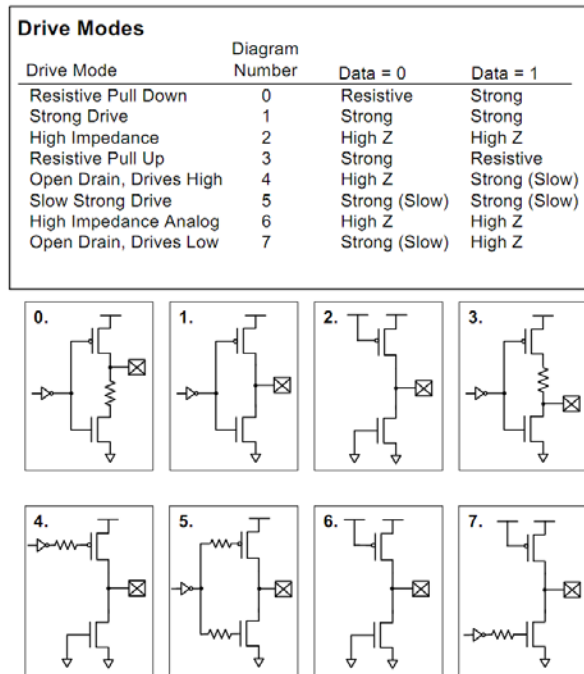 Drive Modes
Diagram
Drive Mode Number Data = 0 Data = 1
Resistive Pull Down 0 Resistive Strong
Strong Drive 1 Strong Strong
High Impedance 2 High Z High Z
Resistive Pull Up 3 Strong Resistive
Open Drain, Drives High 4 High Z Strong (Slow)
Slow Strong Drive 5 Strong (Slow) Strong (Slow)
High Impedance Analog 6 High Z High Z
Open Drain, Drives Low 7 Strong (Slow) High Z
0. 1. 2. 3.
4. 5. 6. 7.